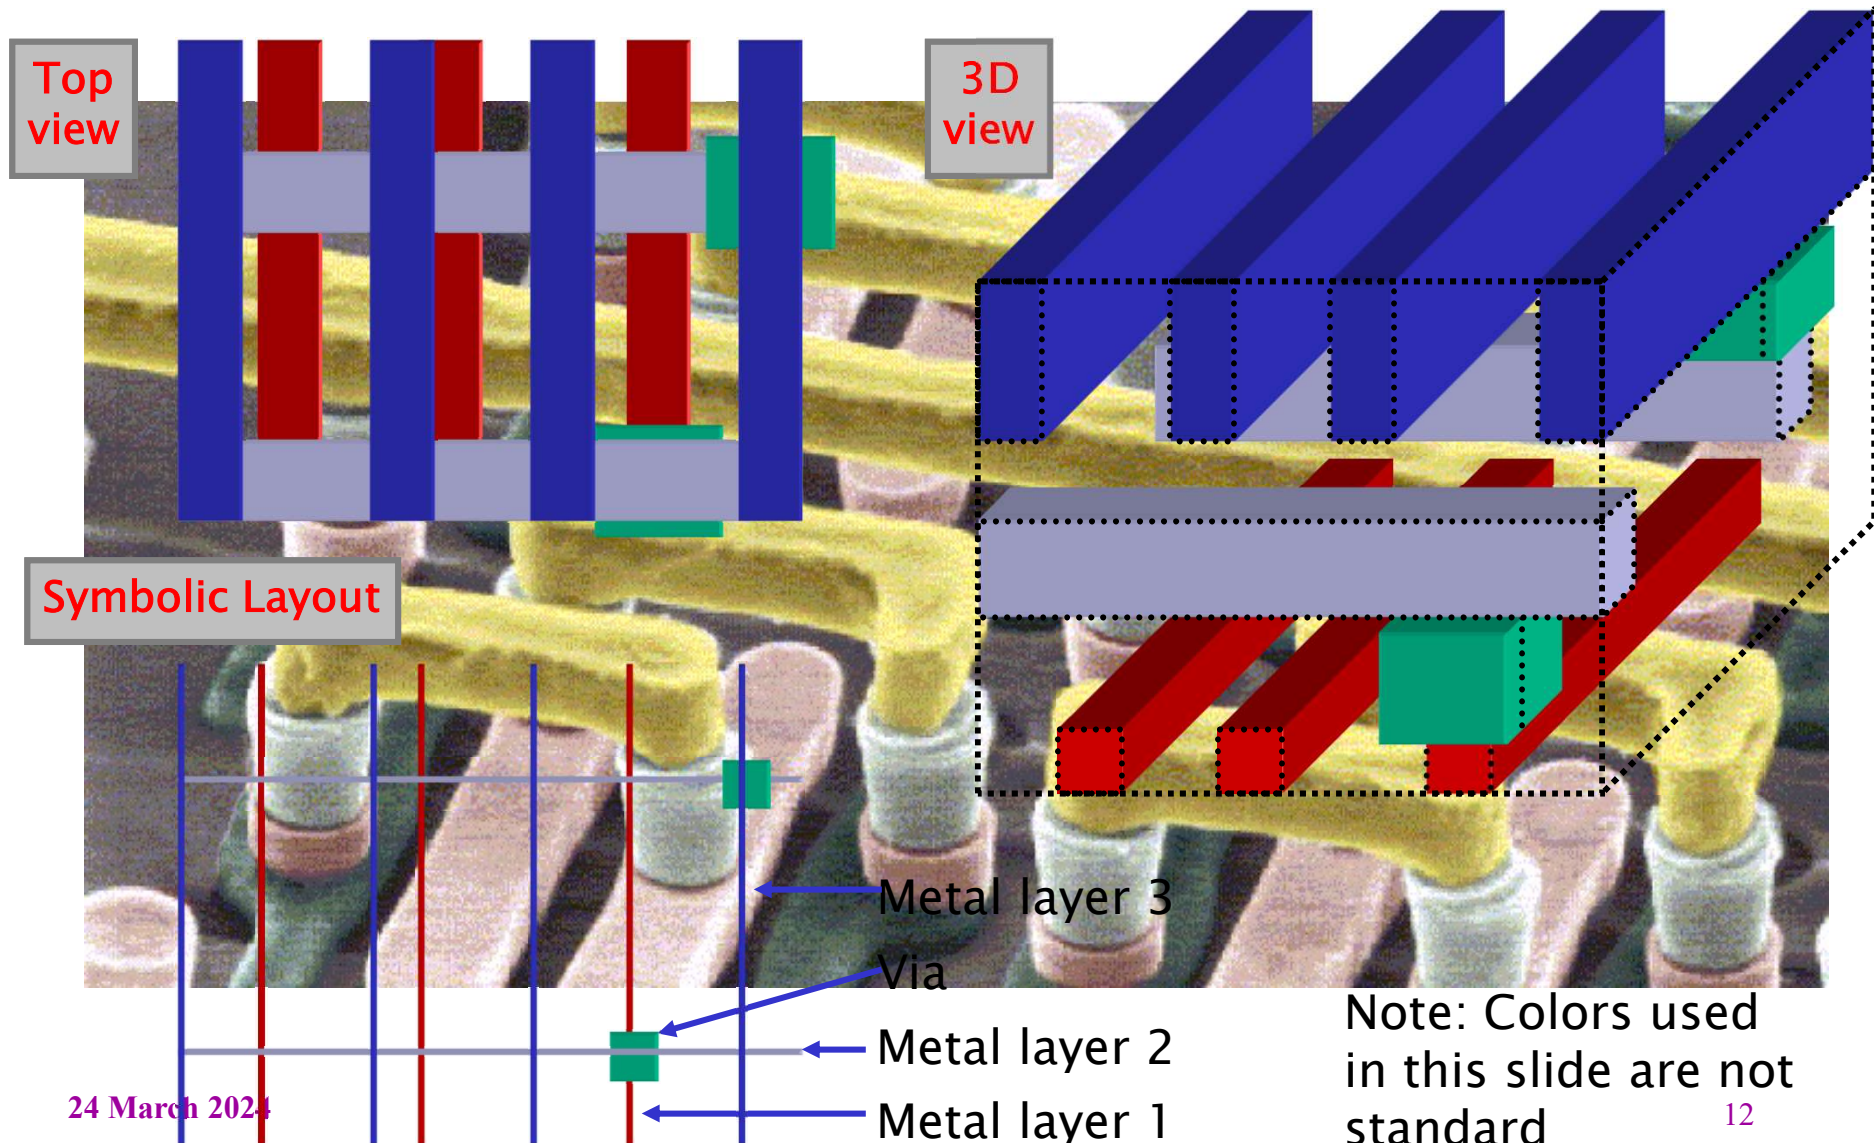 Top
view
3D
view
Symbolic Layout
Metal layer 3
Via
Metal layer 2
Metal layer 1
Note: Colors used
in this slide are not
standard
24 March 2024
12